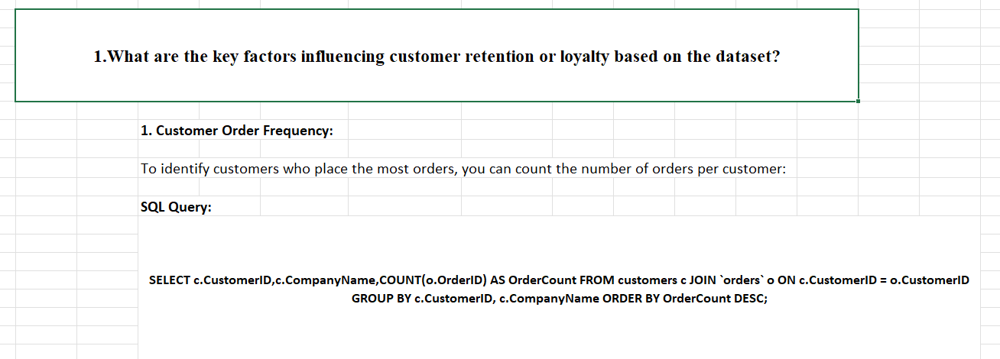 1.What are the key factors influencing customer retention or loyalty based on the dataset?
1. Customer Order Frequency:
To identify customers who place the most orders, you can count the number of orders per customer:
SQL Query:
SELECT c.CustomerID,c.CompanyName,COUNT(o.OrderID) AS OrderCount FROM customers c JOIN `orders` o ON c.CustomerID = o.CustomerID
GROUP BY c.CustomerID, c.CompanyName ORDER BY OrderCount DESC;